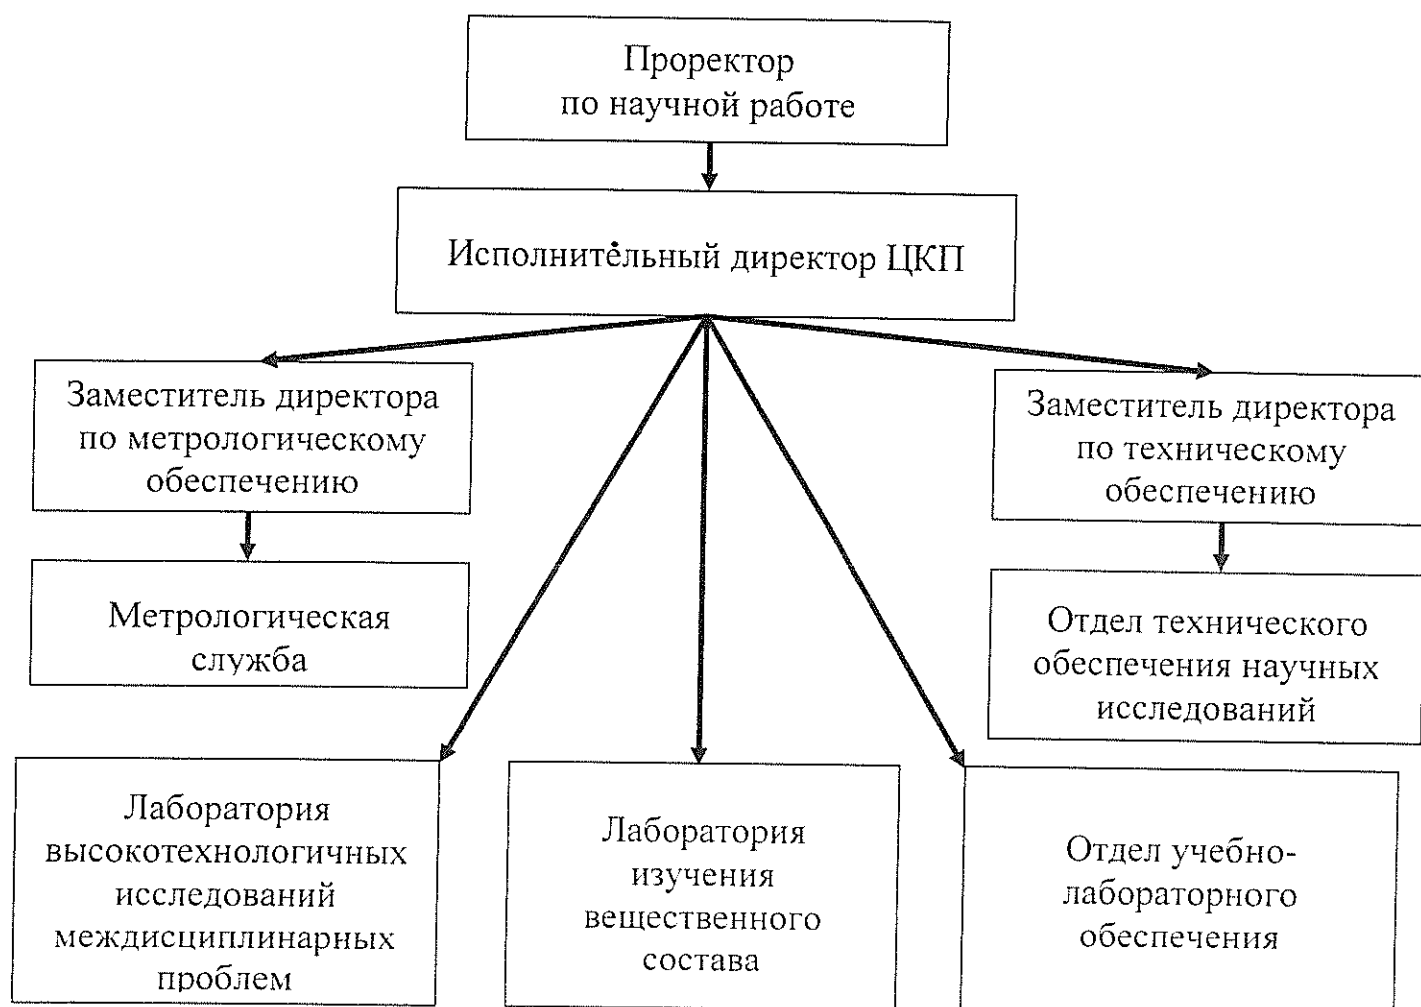 Проректор
по научной работе
Исполнительный директор ЦКП
Заместитель директора
по метрологическому
обеспечению
Заместитель директора
по техническому
обеспечению
Метрологическая
служба
Отдел технического
обеспечения научных
исследований
Лаборатория
высокотехнологичных
исследований
междисциплинарных
проблем
Лаборатория
изучения
вещественного
состава
Отдел учебно-
лабораторного
обеспечения